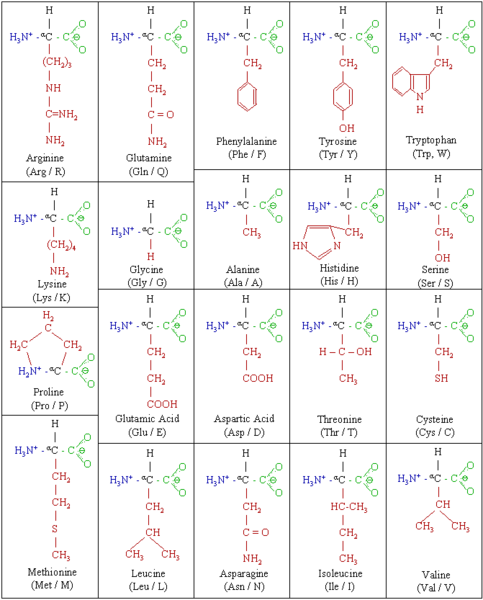 H
O
H₃N⁺ - αC - C ⊖
O
(CH₂)₃
NH
C=NH₂
NH₂
Arginine
(Arg / R)
H
O
H₃N⁺ - αC - C ⊖
O
CH₂
CH₂
C = O
NH₂
Glutamine
(Gln / Q)
H
O
H₃N⁺ - αC - C ⊖
O
CH₂
Phenylalanine
(Phe / F)
H
O
H₃N⁺ - αC - C ⊖
O
CH₂
OH
Tyrosine
(Tyr / Y)
H
O
H₃N⁺ - αC - C ⊖
O
CH₂
N
H
Tryptophan
(Trp, W)
H
O
H₃N⁺ - αC - C ⊖
O
(CH₂)₄
NH₂
Lysine
(Lys / K)
H
O
H₃N⁺ - αC - C ⊖
O
H
Glycine
(Gly / G)
H
O
H₃N⁺ - αC - C ⊖
O
CH₃
Alanine
(Ala / A)
H
O
H₃N⁺ - αC - C ⊖
O
CH₂
HN
N
Histidine
(His / H)
H
O
H₃N⁺ - αC - C ⊖
O
CH₂
OH
Serine
(Ser / S)
H₂
C
H₂C
CH₂
O
H₂N⁺ - αC - C ⊖
O
Proline
(Pro / P)
H
O
H₃N⁺ - αC - C ⊖
O
CH₂
CH₂
COOH
Glutamic Acid
(Glu / E)
H
O
H₃N⁺ - αC - C ⊖
O
CH₂
COOH
Aspartic Acid
(Asp / D)
H
O
H₃N⁺ - αC - C ⊖
O
H - C - OH
CH₃
Threonine
(Thr / T)
H
O
H₃N⁺ - αC - C ⊖
O
CH₂
SH
Cysteine
(Cys / C)
H
O
H₃N⁺ - αC - C ⊖
O
CH₂
CH₂
S
CH₃
Methionine
(Met / M)
H
O
H₃N⁺ - αC - C ⊖
O
CH₂
CH
CH₃ CH₃
Leucine
(Leu / L)
H
O
H₃N⁺ - αC - C ⊖
O
CH₂
C = O
NH₂
Asparagine
(Asn / N)
H
O
H₃N⁺ - αC - C ⊖
O
HC-CH₃
CH₂
CH₃
Isoleucine
(Ile / I)
H
O
H₃N⁺ - αC - C ⊖
O
CH
CH₃ CH₃
Valine
(Val / V)